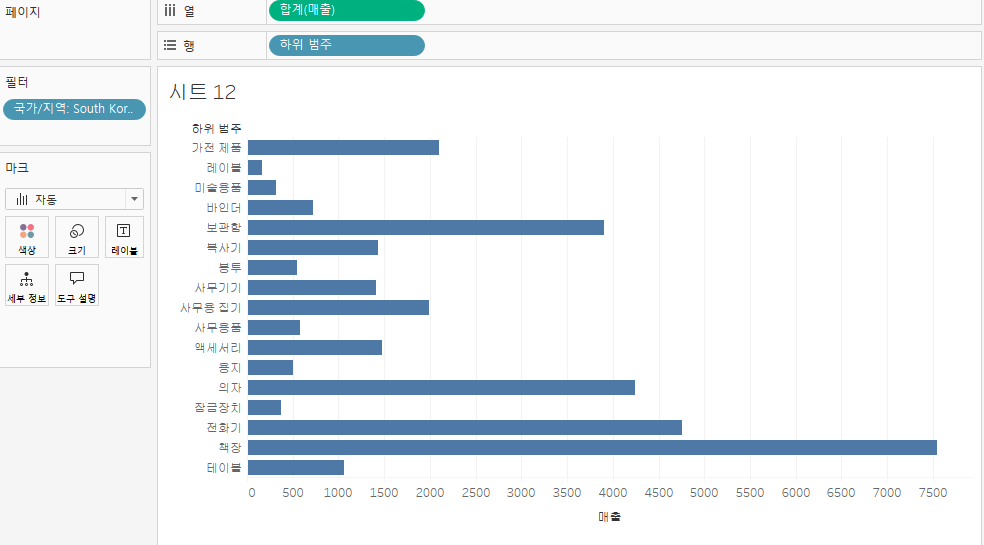 페이지
열
합계(매출)
행
하위 범주
필터
국가/지역: South Kor..
마크
자동
색상
크기
레이블
세부 정보
도구 설명
시트 12
하위 범주
가전 제품
레이블
미술용품
바인더
보관함
복사기
봉투
사무기기
사무용 집기
사무용품
액세서리
용지
의자
잠금장치
전화기
책장
테이블
0 500 1000 1500 2000 2500 3000 3500 4000 4500 5000 5500 6000 6500 7000 7500
매출